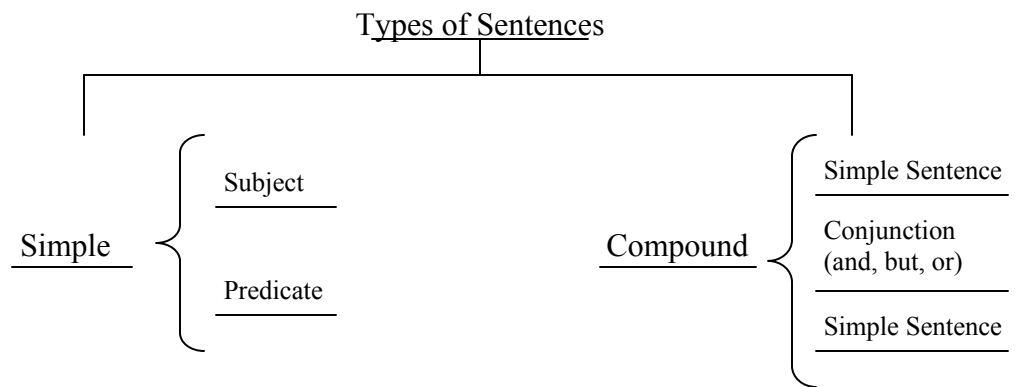 Types of Sentences
Simple
Subject
Predicate
Compound
Simple Sentence
Conjunction
(and, but, or)
Simple Sentence